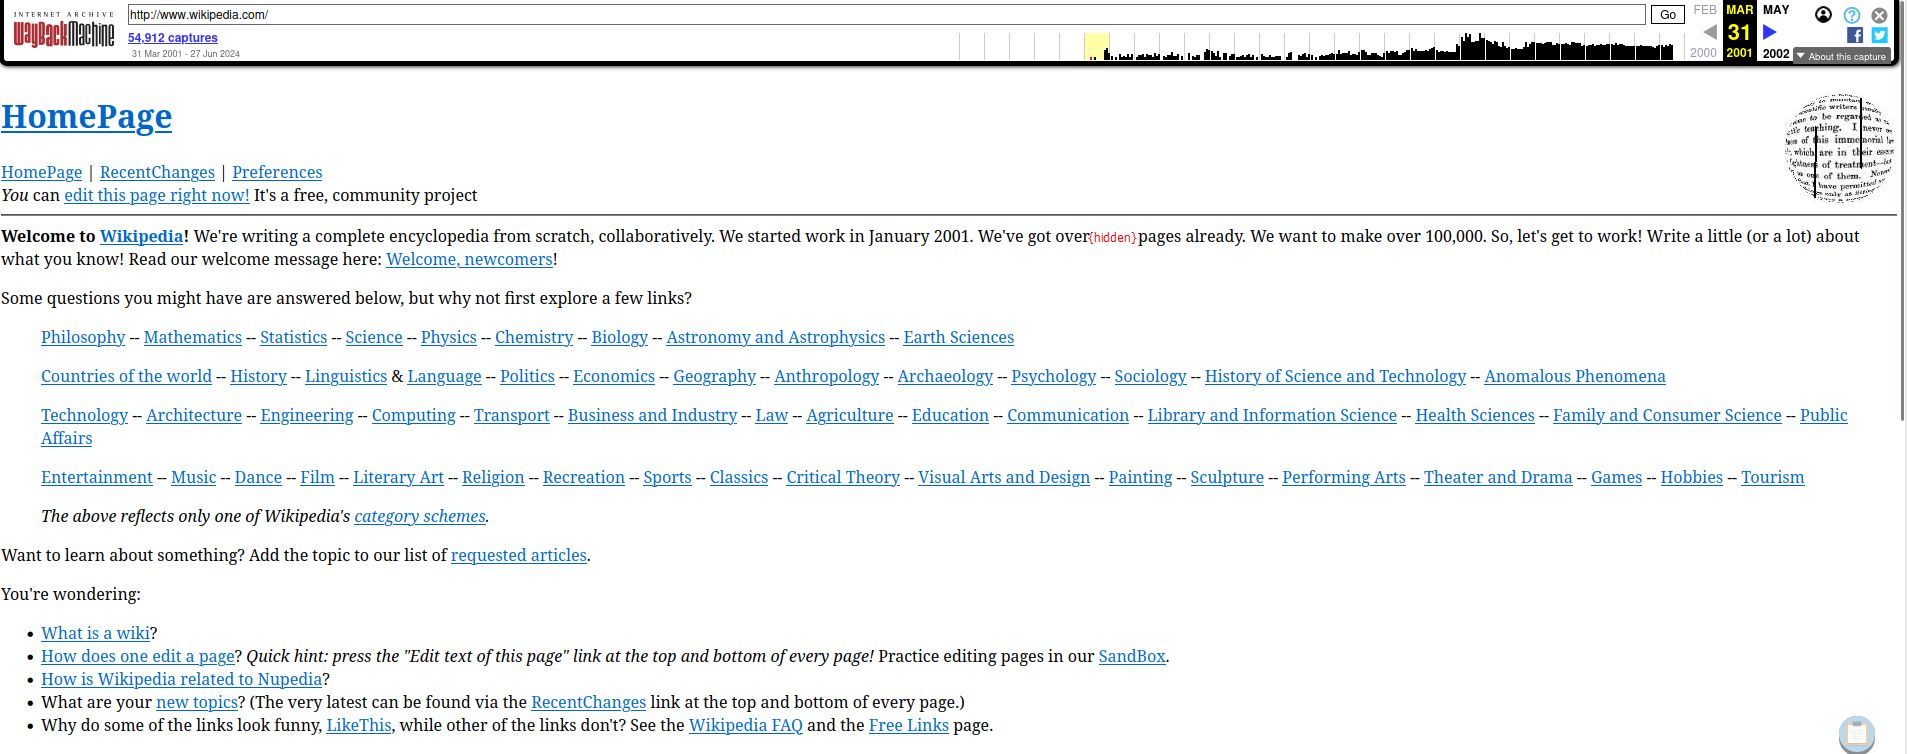 INTERNET ARCHIVE
WayBackMachine
http://www.wikipedia.com/
Go
FEB MAR MAY
54,912 captures
31
31 Mar 2001 - 27 Jun 2024
2000 2001 2002
About this capture
HomePage
HomePage | RecentChanges | Preferences
You can edit this page right now! It's a free, community project
Welcome to Wikipedia! We're writing a complete encyclopedia from scratch, collaboratively. We started work in January 2001. We've got over{hidden}pages already. We want to make over 100,000. So, let's get to work! Write a little (or a lot) about
what you know! Read our welcome message here: Welcome, newcomers!
Some questions you might have are answered below, but why not first explore a few links?
Philosophy -- Mathematics -- Statistics -- Science -- Physics -- Chemistry -- Biology -- Astronomy and Astrophysics -- Earth Sciences
Countries of the world -- History -- Linguistics & Language -- Politics -- Economics -- Geography -- Anthropology -- Archaeology -- Psychology -- Sociology -- History of Science and Technology -- Anomalous Phenomena
Technology -- Architecture -- Engineering -- Computing -- Transport -- Business and Industry -- Law -- Agriculture -- Education -- Communication -- Library and Information Science -- Health Sciences -- Family and Consumer Science -- Public
Affairs
Entertainment -- Music -- Dance -- Film -- Literary Art -- Religion -- Recreation -- Sports -- Classics -- Critical Theory -- Visual Arts and Design -- Painting -- Sculpture -- Performing Arts -- Theater and Drama -- Games -- Hobbies -- Tourism
The above reflects only one of Wikipedia's category schemes.
Want to learn about something? Add the topic to our list of requested articles.
You're wondering:
• What is a wiki?
• How does one edit a page? Quick hint: press the "Edit text of this page" link at the top and bottom of every page! Practice editing pages in our SandBox.
• How is Wikipedia related to Nupedia?
• What are your new topics? (The very latest can be found via the RecentChanges link at the top and bottom of every page.)
• Why do some of the links look funny, LikeThis, while other of the links don't? See the Wikipedia FAQ and the Free Links page.